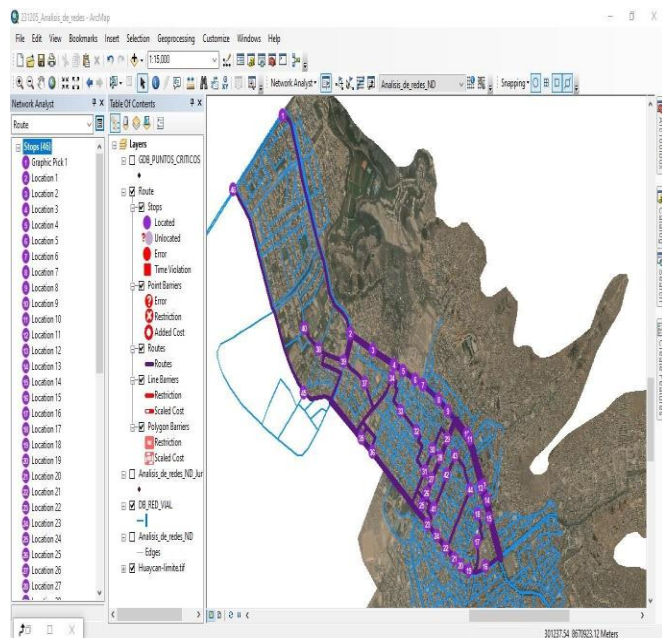 231205_Analisis_de_redes - ArcMap
File Edit View Bookmarks Insert Selection Geoprocessing Customize Windows Help
1:15,000
Network Analyst Analisis_de_redes_ND Snapping
Network Analyst
Route
Stops (46)
Graphic Pick 1
Location 1
Location 2
Location 3
Location 4
Location 5
Location 6
Location 7
Location 8
Location 9
Location 10
Location 11
Location 12
Location 13
Location 14
Location 15
Location 16
Location 17
Location 18
Location 19
Location 20
Location 21
Location 22
Location 23
Location 24
Location 25
Location 26
Location 27
Table Of Contents
Layers
GDB_PUNTOS_CRITICOS
Route
Stops
Located
Unlocated
Error
Time Violation
Point Barriers
Error
Restriction
Added Cost
Routes
Routes
Line Barriers
Restriction
Scaled Cost
Polygon Barriers
Restriction
Scaled Cost
Analisis_de_redes_ND_Jur
DB_RED_VIAL
Analisis_de_redes_ND
Edges
Huaycan-limite.tif
301237.54 8670923.12 Meters